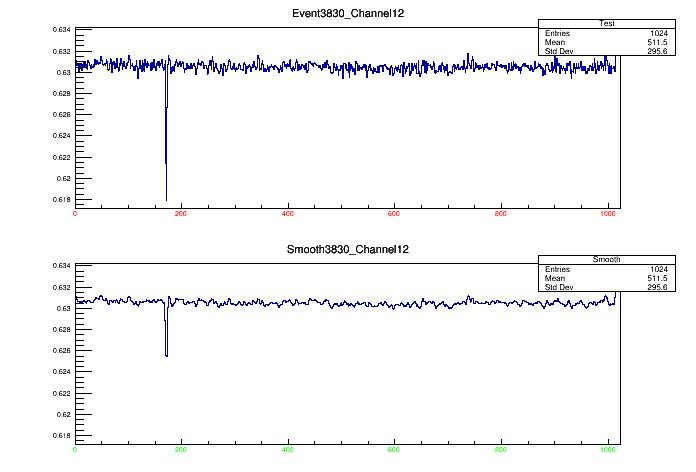 Event3830_Channel12
Test
Entries 1024
Mean 511.5
Std Dev 295.6
0.634
0.632
0.63
0.628
0.626
0.624
0.622
0.62
0.618
0 200 400 600 800 1000
Smooth3830_Channel12
Smooth
Entries 1024
Mean 511.5
Std Dev 295.6
0.634
0.632
0.63
0.628
0.626
0.624
0.622
0.62
0.618
0 200 400 600 800 1000